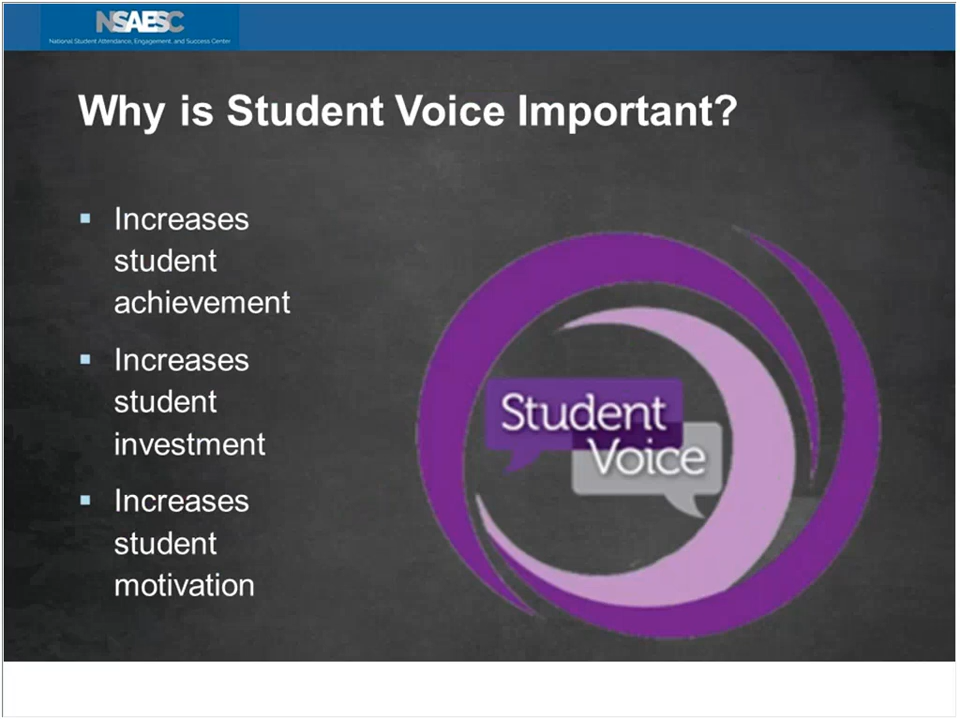 NSAESC
National Student Attendance, Engagement and Success Center
Why is Student Voice Important?
Increases
student
achievement
Increases
student
investment
Increases
student
motivation
Student
Voice